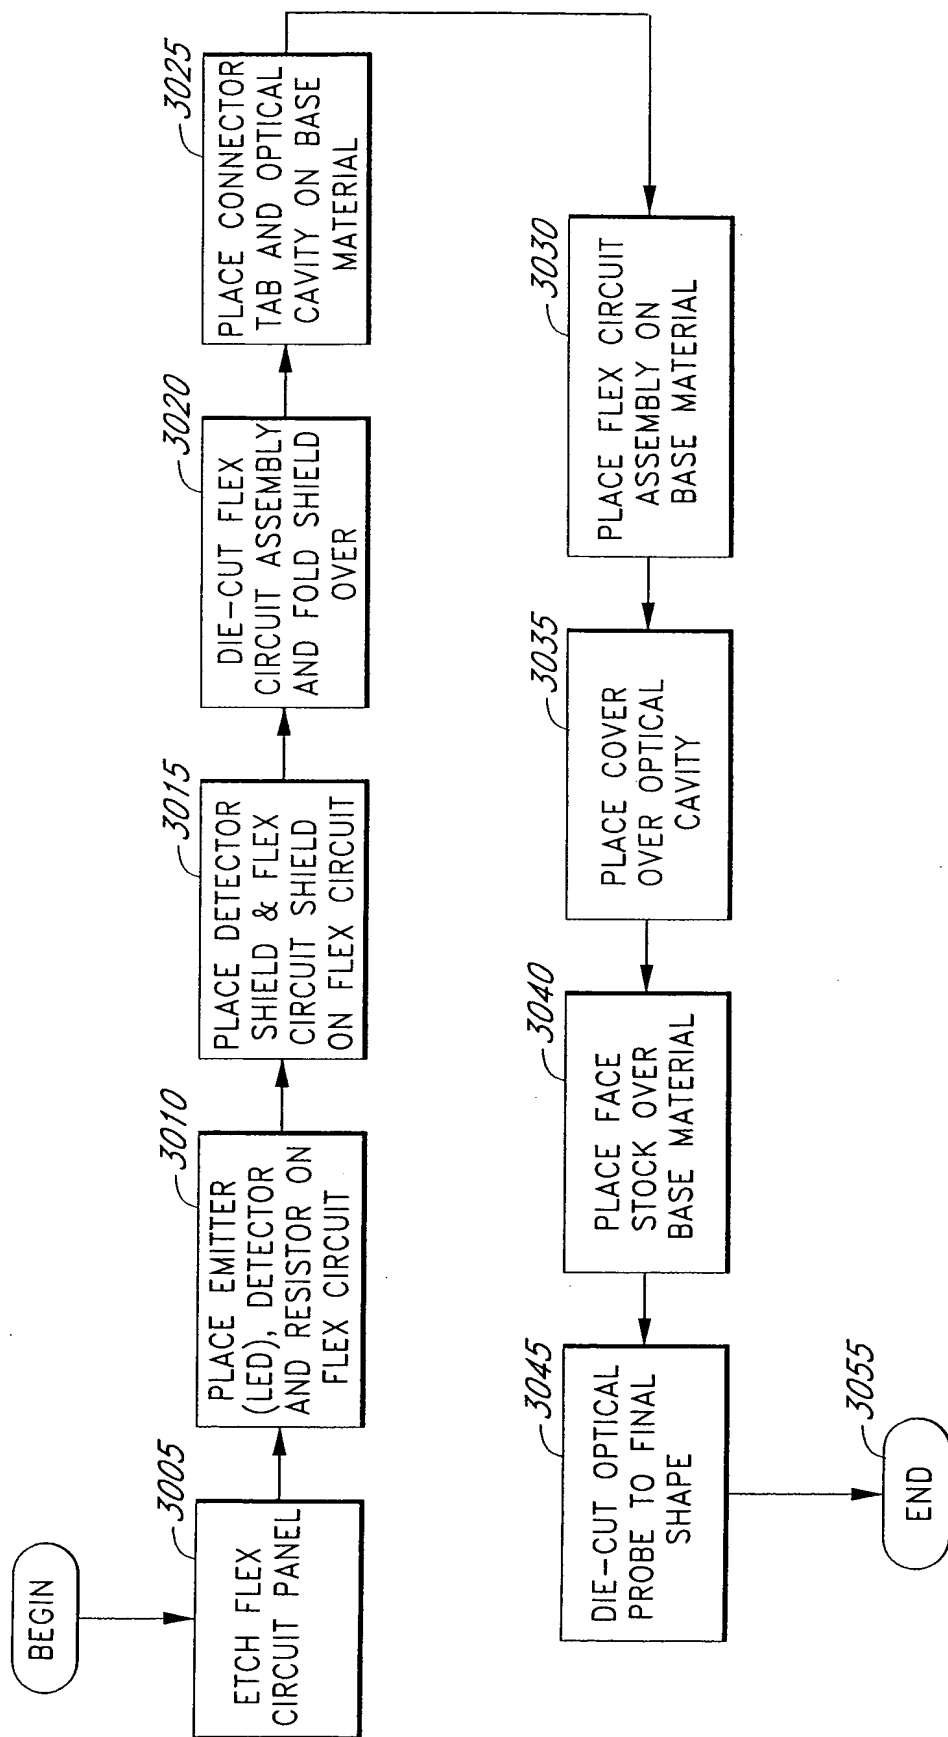 BEGIN
3005
ETCH FLEX
CIRCUIT PANEL
3010
PLACE EMITTER
(LED), DETECTOR
AND RESISTOR ON
FLEX CIRCUIT
3015
PLACE DETECTOR
SHIELD & FLEX
CIRCUIT SHIELD
ON FLEX CIRCUIT
3020
DIE-CUT FLEX
CIRCUIT ASSEMBLY
AND FOLD SHIELD
OVER
3025
PLACE CONNECTOR
TAB AND OPTICAL
CAVITY ON BASE
MATERIAL
3030
PLACE FLEX CIRCUIT
ASSEMBLY ON
BASE MATERIAL
3035
PLACE COVER
OVER OPTICAL
CAVITY
3040
PLACE FACE
STOCK OVER
BASE MATERIAL
3045
DIE-CUT OPTICAL
PROBE TO FINAL
SHAPE
3055
END